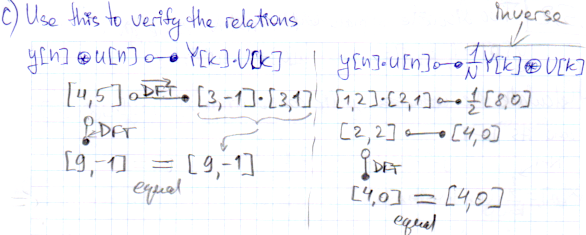 c) Use this to verify the relations
inverse
y[n] ⊛ u[n] ○–● Y[k]·U[k]
[4,5] ○–● [3,-1]·[3,1]
DFT
DFT
[9,-1] = [9,-1]
equal
y[n]·u[n] ○–● 1/N Y[k] ⊛ U[k]
[1,2]·[2,1] ○–● 1/2 [8,0]
[2,2] ○–● [4,0]
DFT
[4,0] = [4,0]
equal